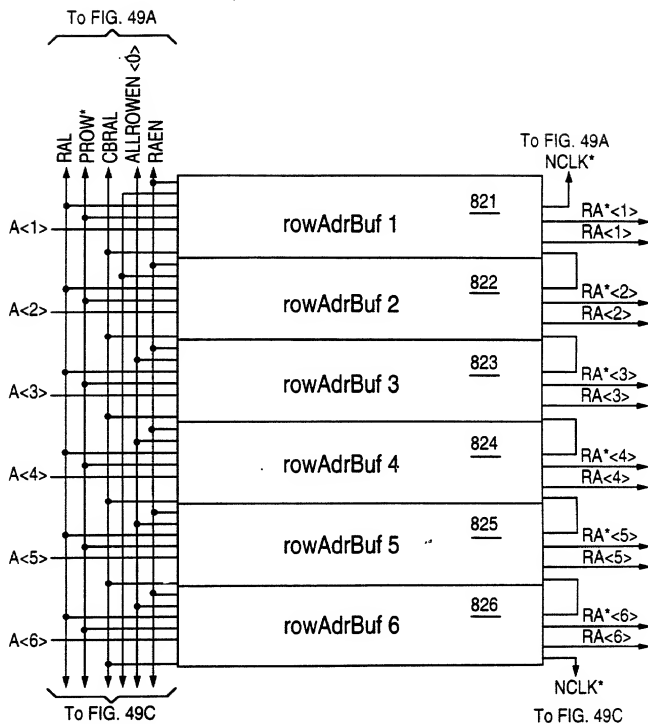 To FIG. 49A
RAL
PROW*
CBRAL
ALLROWEN <0>
RAEN
To FIG. 49A
NCLK*
A<1>
rowAdrBuf 1
821
RA*<1>
RA<1>
A<2>
rowAdrBuf 2
822
RA*<2>
RA<2>
A<3>
rowAdrBuf 3
823
RA*<3>
RA<3>
A<4>
rowAdrBuf 4
824
RA*<4>
RA<4>
A<5>
rowAdrBuf 5
825
RA*<5>
RA<5>
A<6>
rowAdrBuf 6
826
RA*<6>
RA<6>
NCLK*
To FIG. 49C
To FIG. 49C